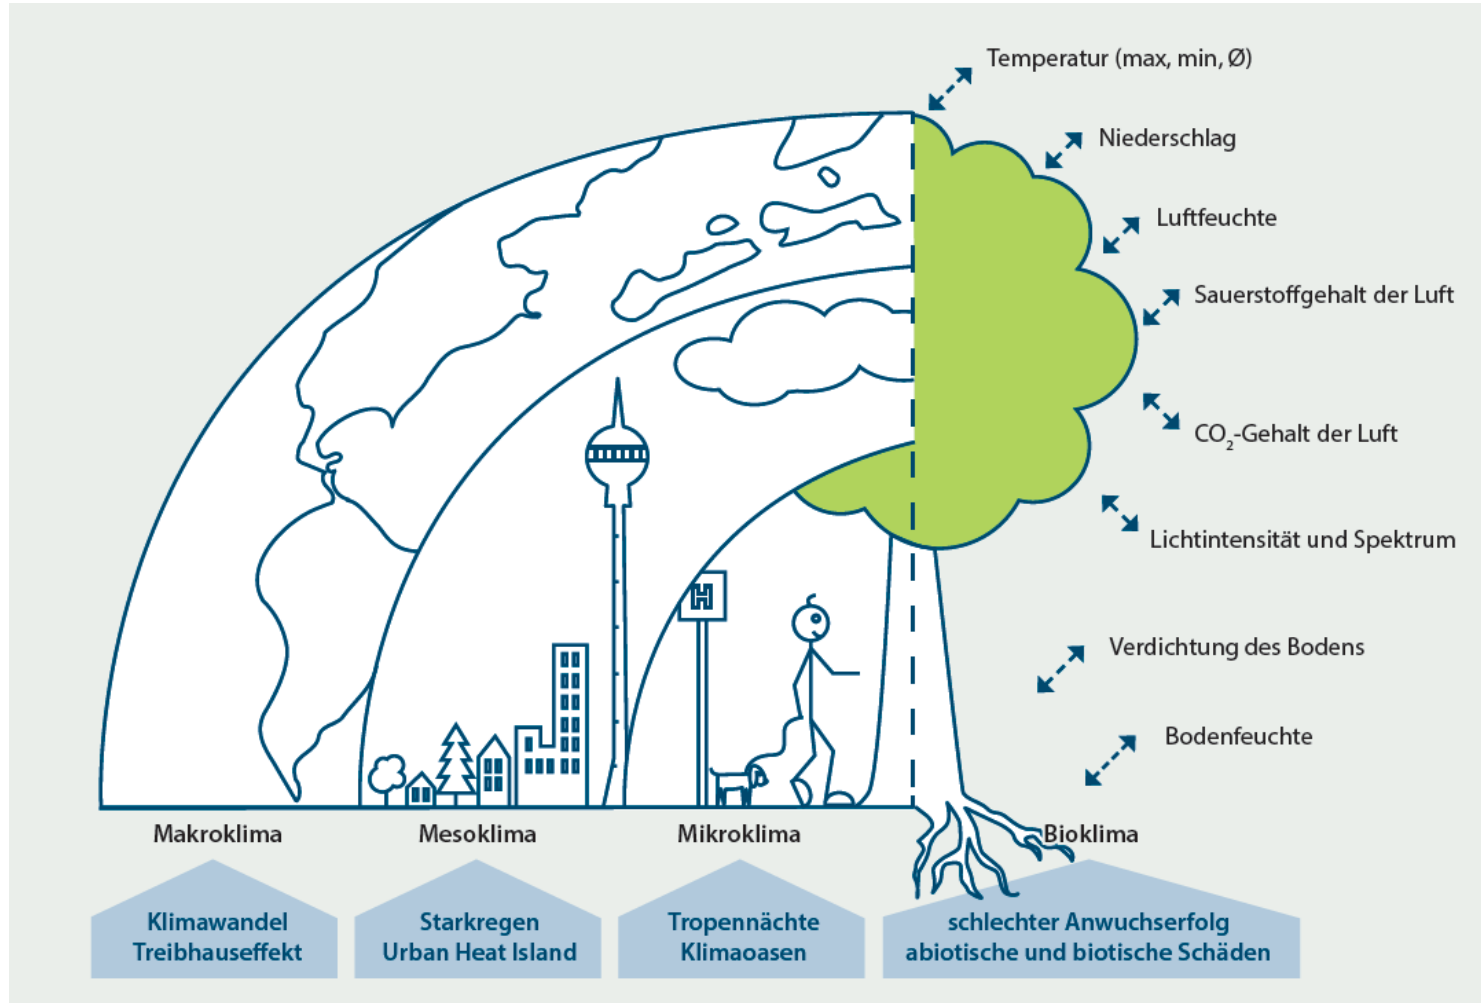 Temperatur (max, min, Ø)
Niederschlag
Luftfeuchte
Sauerstoffgehalt der Luft
CO₂-Gehalt der Luft
Lichtintensität und Spektrum
Verdichtung des Bodens
Bodenfeuchte
H
Makroklima
Mesoklima
Mikroklima
Bioklima
Klimawandel
Treibhauseffekt
Starkregen
Urban Heat Island
Tropennächte
Klimaoasen
schlechter Anwuchserfolg
abiotische und biotische Schäden